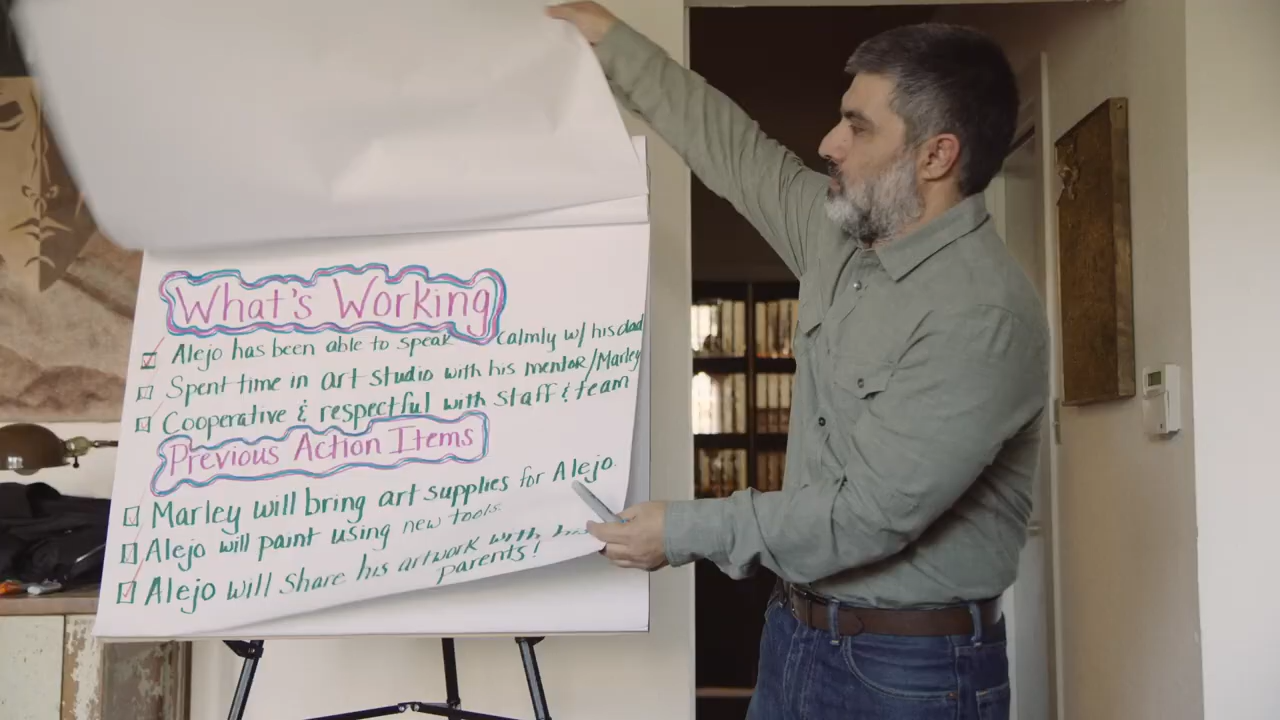 What's Working
Alejo has been able to speak calmly w/ his dad
Spent time in art studio with his mentor/Marley
Cooperative & respectful with staff & team
Previous Action Items
Marley will bring art supplies for Alejo.
Alejo will paint using new tools.
Alejo will share his artwork with his
parents!